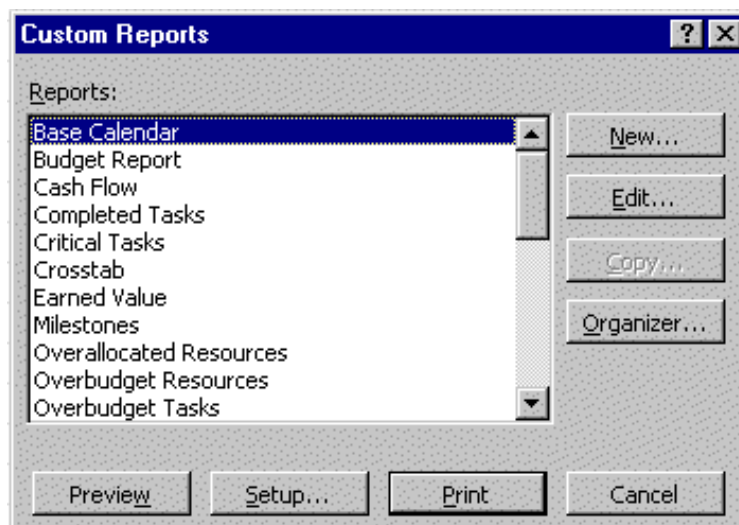 Custom Reports
Reports:
Base Calendar
Budget Report
Cash Flow
Completed Tasks
Critical Tasks
Crosstab
Earned Value
Milestones
Overallocated Resources
Overbudget Resources
Overbudget Tasks
New...
Edit...
Copy...
Organizer...
Preview Setup... Print Cancel